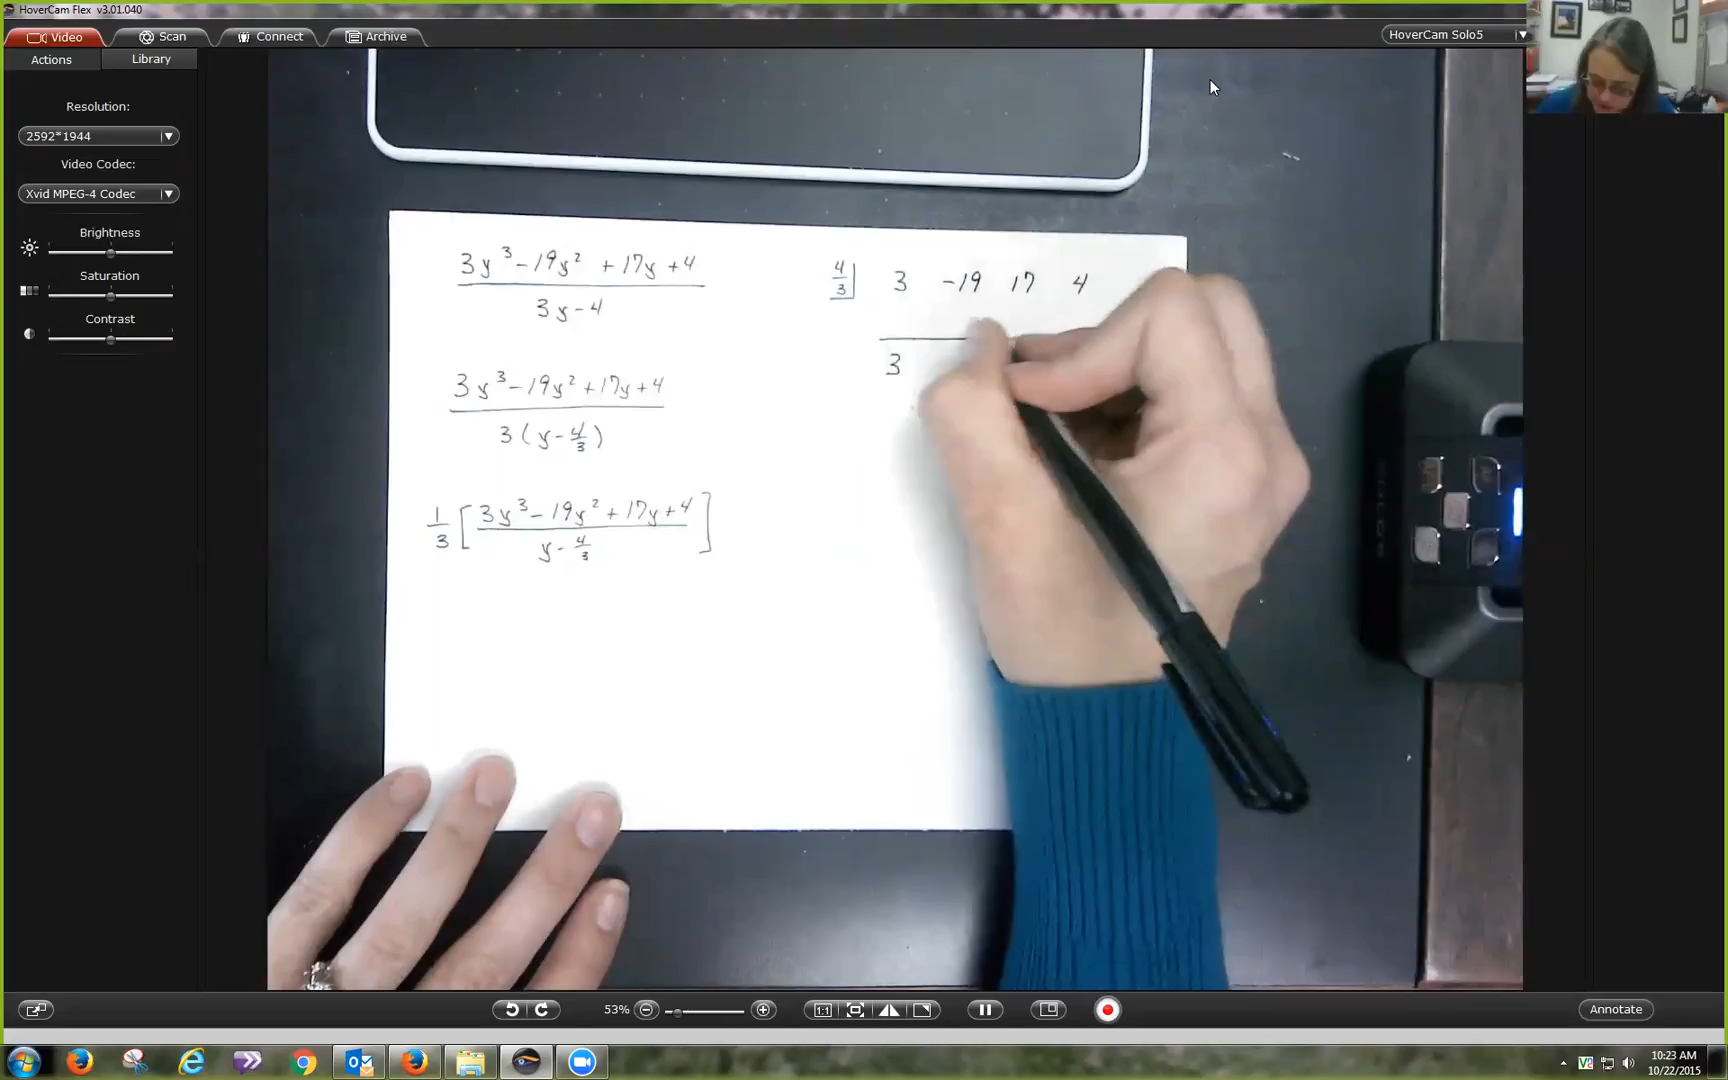 HoverCam Flex v3.01.040
Video Scan Connect Archive
HoverCam Solo5
Actions Library
Resolution:
2592*1944
Video Codec:
Xvid MPEG-4 Codec
Brightness
Saturation
Contrast
3y³-19y²+17y+4
3y-4
4/3 3 -19 17 4
3
3y³-19y²+17y+4
3(y-4/3)
1/3[3y³-19y²+17y+4]
y-4/3
53%
1:1
Annotate
10:23 AM
10/22/2015